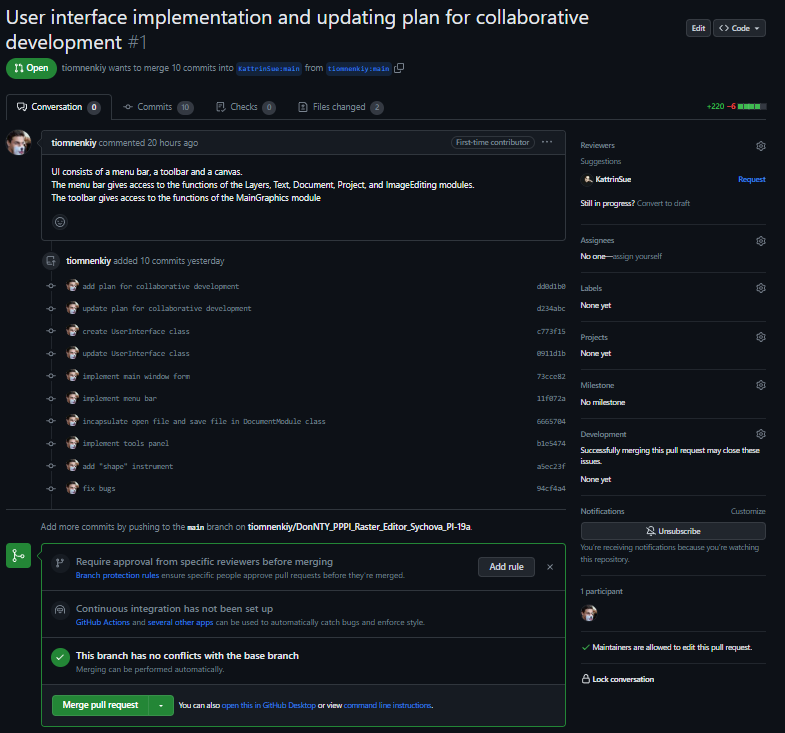 User interface implementation and updating plan for collaborative
development #1
Edit
Code
Open
tiomnenkiy wants to merge 10 commits into KattrinSue:main from tiomnenkiy:main
Conversation 0
Commits 10
Checks 0
Files changed 2
+220 −6
tiomnenkiy commented 20 hours ago
First-time contributor
UI consists of a menu bar, a toolbar and a canvas.
The menu bar gives access to the functions of the Layers, Text, Document, Project, and ImageEditing modules.
The toolbar gives access to the functions of the MainGraphics module
tiomnenkiy added 10 commits yesterday
add plan for collaborative development dd0d1b0
update plan for collaborative development d234abc
create UserInterface class c773f15
update UserInterface class 0911d1b
implement main window form 73cce82
implement menu bar 11f072a
incapsulate open file and save file in DocumentModule class 6665704
implement tools panel b1e5474
add "shape" instrument a5ec23f
fix bugs 94cf4a4
Add more commits by pushing to the main branch on tiomnenkiy/DonNTY_PPPI_Raster_Editor_Sychova_PI-19a.
Require approval from specific reviewers before merging
Branch protection rules ensure specific people approve pull requests before they're merged.
Add rule
Continuous integration has not been set up
GitHub Actions and several other apps can be used to automatically catch bugs and enforce style.
This branch has no conflicts with the base branch
Merging can be performed automatically.
Merge pull request
You can also open this in GitHub Desktop or view command line instructions.
Reviewers
Suggestions
KattrinSue Request
Still in progress? Convert to draft
Assignees
No one—assign yourself
Labels
None yet
Projects
None yet
Milestone
No milestone
Development
Successfully merging this pull request may close these
issues.
None yet
Notifications Customize
Unsubscribe
You're receiving notifications because you're watching
this repository.
1 participant
Maintainers are allowed to edit this pull request.
Lock conversation